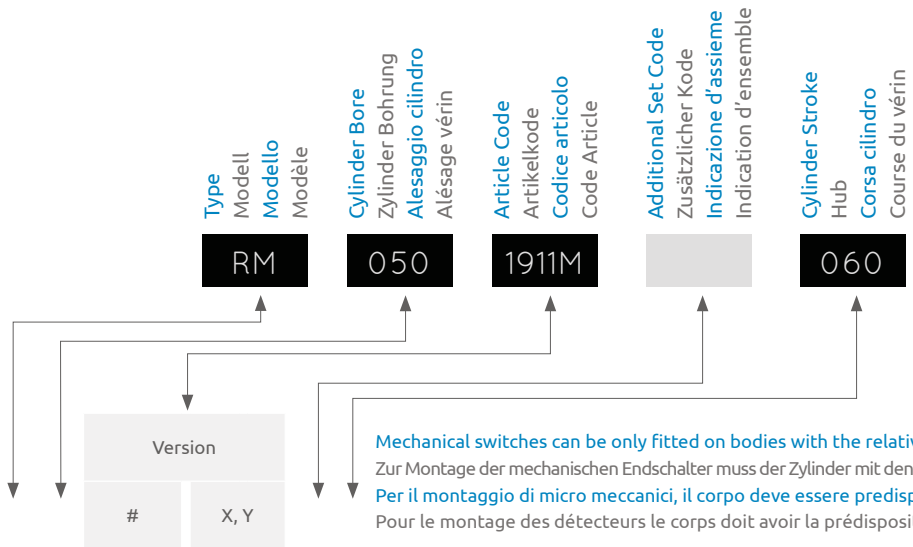 Type
Modell
Modello
Modèle
Cylinder Bore
Zylinder Bohrung
Alesaggio cilindro
Alésage vérin
Article Code
Artikelkode
Codice articolo
Code Article
Additional Set Code
Zusätzlicher Kode
Indicazione d'assieme
Indication d'ensemble
Cylinder Stroke
Hub
Corsa cilindro
Course du vérin
RM
050
1911M
060
Version
#
X, Y
Mechanical switches can be only fitted on bodies with the
Zur Montage der mechanischen Endschalter muss der Zylinder mit den
Per il montaggio di micro meccanici, il corpo deve essere
Pour le montage des détecteurs le corps doit avoir la